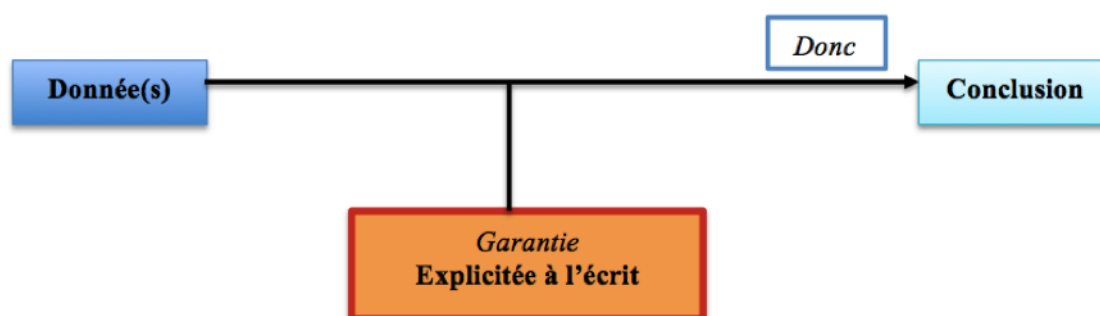 Donc
Donnée(s)
Conclusion
Garantie
Explicitée à l'écrit